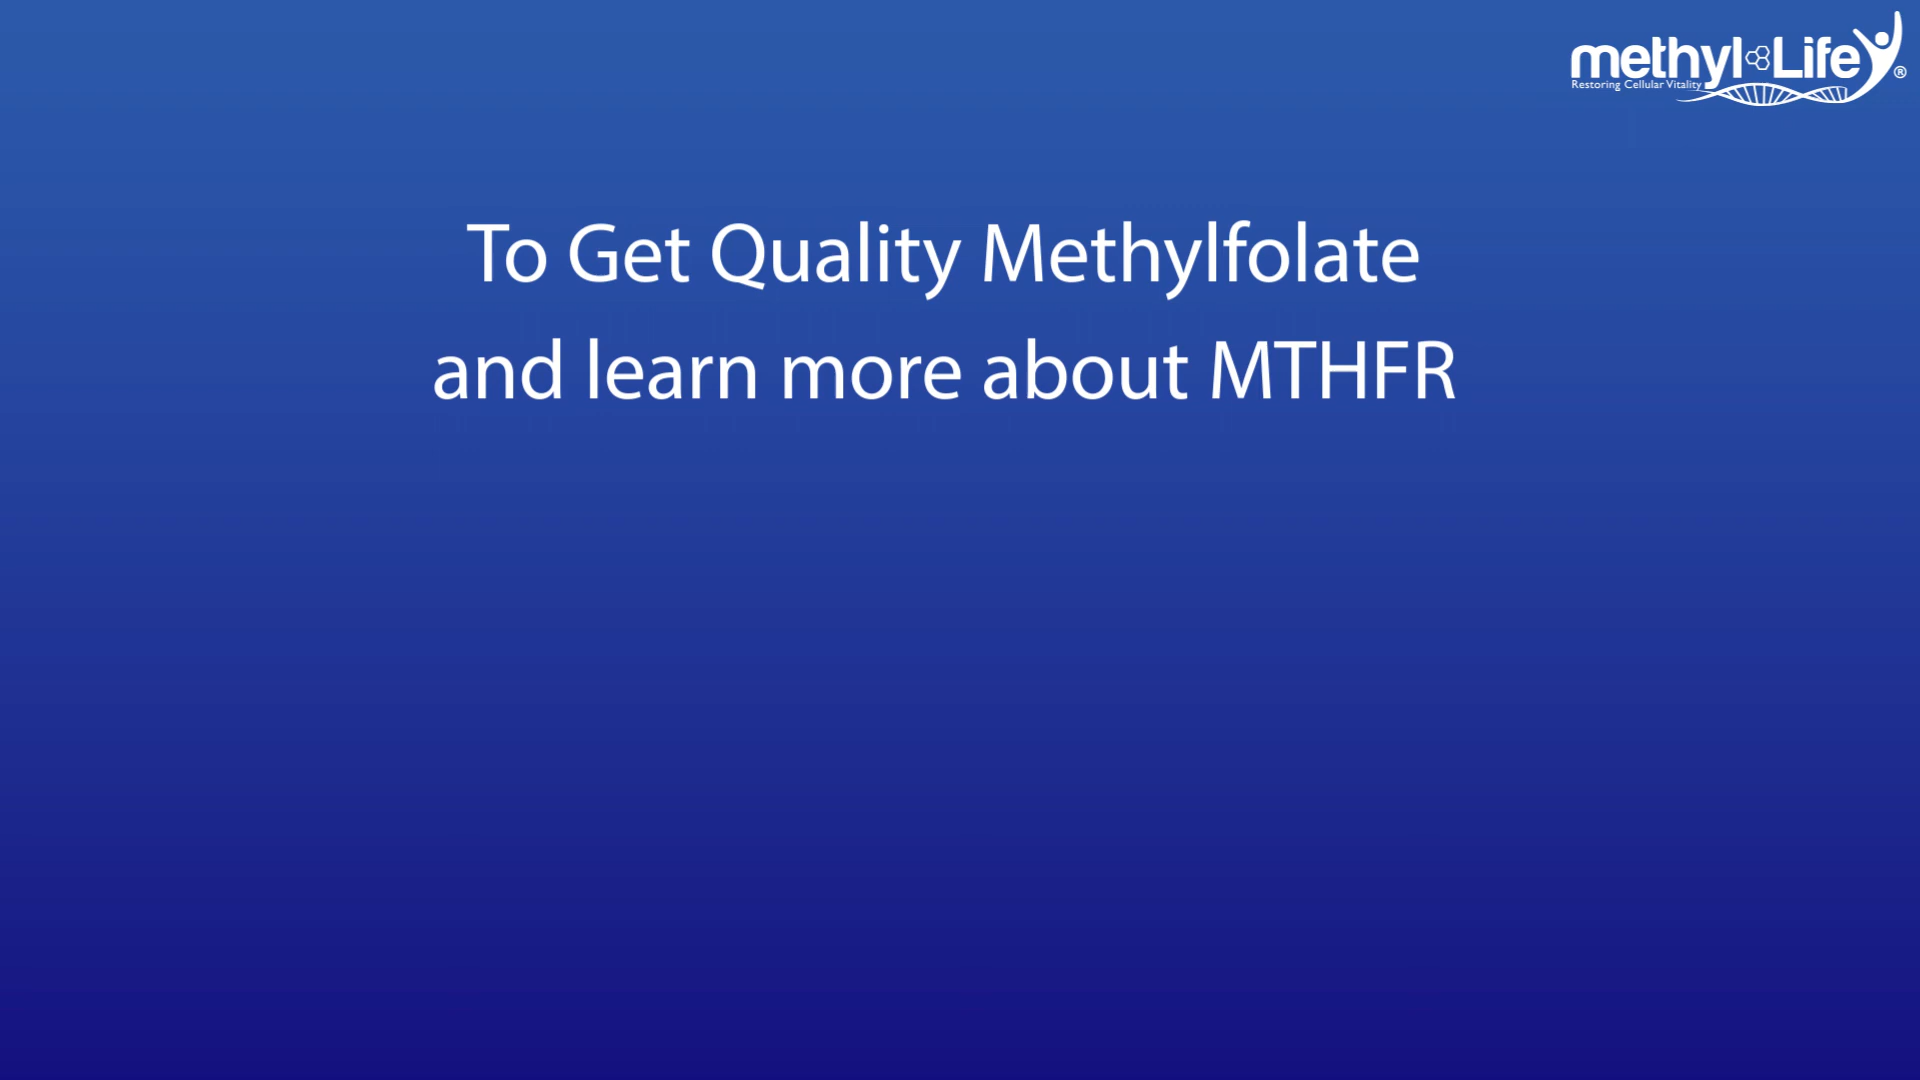 methyl Life ®
Restoring Cellular Vitality
To Get Quality Methylfolate
and learn more about MTHFR